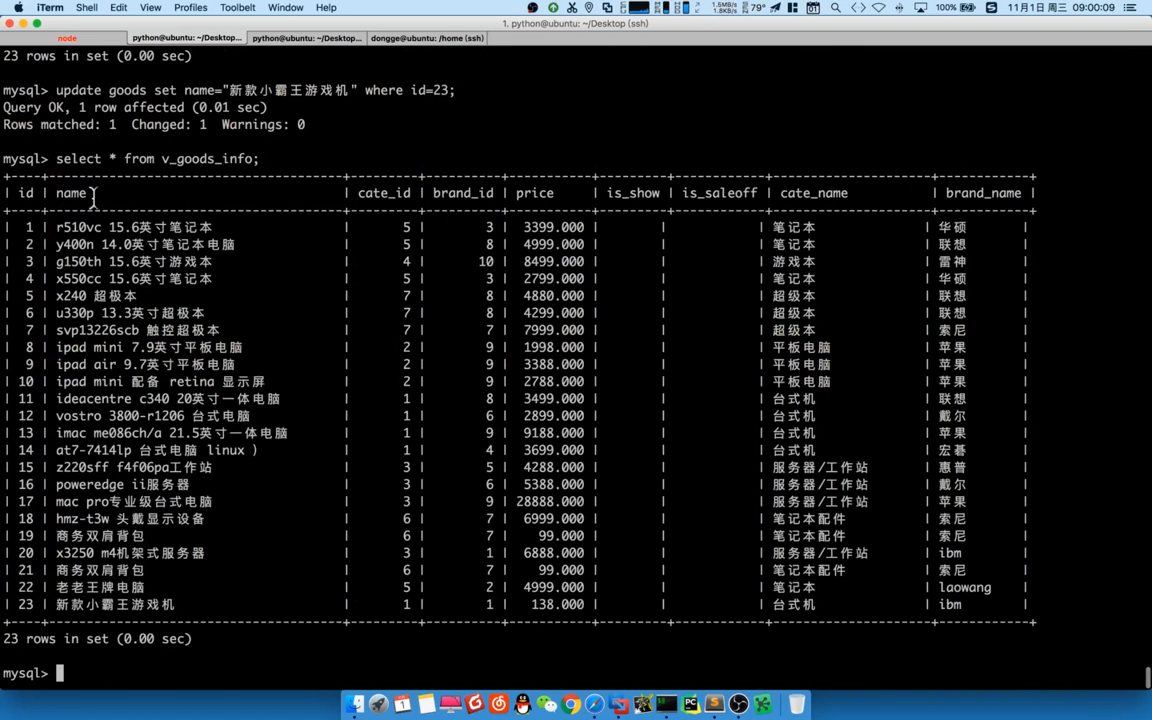 iTerm Shell Edit View Profiles Toolbelt Window Help 1.5MB/s 1.8KB/s 79° 100% 11月1日 周三 09:00:09
1. python@ubuntu: ~/Desktop (ssh)
node python@ubuntu: ~/Desktop... python@ubuntu: ~/Desktop... dongge@ubuntu: /home (ssh)
23 rows in set (0.00 sec)
mysql> update goods set name="新款小霸王游戏机" where id=23;
Query OK, 1 row affected (0.01 sec)
Rows matched: 1 Changed: 1 Warnings: 0
mysql> select * from v_goods_info;
| id | name | cate_id | brand_id | price | is_show | is_saleoff | cate_name | brand_name |
| 1 | r510vc 15.6英寸笔记本 | 5 | 3 | 3399.000 | | | 笔记本 | 华硕 |
| 2 | y400n 14.0英寸笔记本电脑 | 5 | 8 | 4999.000 | | | 笔记本 | 联想 |
| 3 | g150th 15.6英寸游戏本 | 4 | 10 | 8499.000 | | | 游戏本 | 雷神 |
| 4 | x550cc 15.6英寸笔记本 | 5 | 3 | 2799.000 | | | 笔记本 | 华硕 |
| 5 | x240 超极本 | 7 | 8 | 4880.000 | | | 超级本 | 联想 |
| 6 | u330p 13.3英寸超极本 | 7 | 8 | 4299.000 | | | 超级本 | 联想 |
| 7 | svp13226scb 触控超极本 | 7 | 7 | 7999.000 | | | 超级本 | 索尼 |
| 8 | ipad mini 7.9英寸平板电脑 | 2 | 9 | 1998.000 | | | 平板电脑 | 苹果 |
| 9 | ipad air 9.7英寸平板电脑 | 2 | 9 | 3388.000 | | | 平板电脑 | 苹果 |
| 10 | ipad mini 配备 retina 显示屏 | 2 | 9 | 2788.000 | | | 平板电脑 | 苹果 |
| 11 | ideacentre c340 20英寸一体电脑 | 1 | 8 | 3499.000 | | | 台式机 | 联想 |
| 12 | vostro 3800-r1206 台式电脑 | 1 | 6 | 2899.000 | | | 台式机 | 戴尔 |
| 13 | imac me086ch/a 21.5英寸一体电脑 | 1 | 9 | 9188.000 | | | 台式机 | 苹果 |
| 14 | at7-7414lp 台式电脑 linux ) | 1 | 4 | 3699.000 | | | 台式机 | 宏碁 |
| 15 | z220sff f4f06pa工作站 | 3 | 5 | 4288.000 | | | 服务器/工作站 | 惠普 |
| 16 | poweredge ii服务器 | 3 | 6 | 5388.000 | | | 服务器/工作站 | 戴尔 |
| 17 | mac pro专业级台式电脑 | 3 | 9 | 28888.000 | | | 服务器/工作站 | 苹果 |
| 18 | hmz-t3w 头戴显示设备 | 6 | 7 | 6999.000 | | | 笔记本配件 | 索尼 |
| 19 | 商务双肩背包 | 6 | 7 | 99.000 | | | 笔记本配件 | 索尼 |
| 20 | x3250 m4机架式服务器 | 3 | 1 | 6888.000 | | | 服务器/工作站 | ibm |
| 21 | 商务双肩背包 | 6 | 7 | 99.000 | | | 笔记本配件 | 索尼 |
| 22 | 老老王牌电脑 | 5 | 2 | 4999.000 | | | 笔记本 | laowang |
| 23 | 新款小霸王游戏机 | 1 | 1 | 138.000 | | | 台式机 | ibm |
23 rows in set (0.00 sec)
mysql>